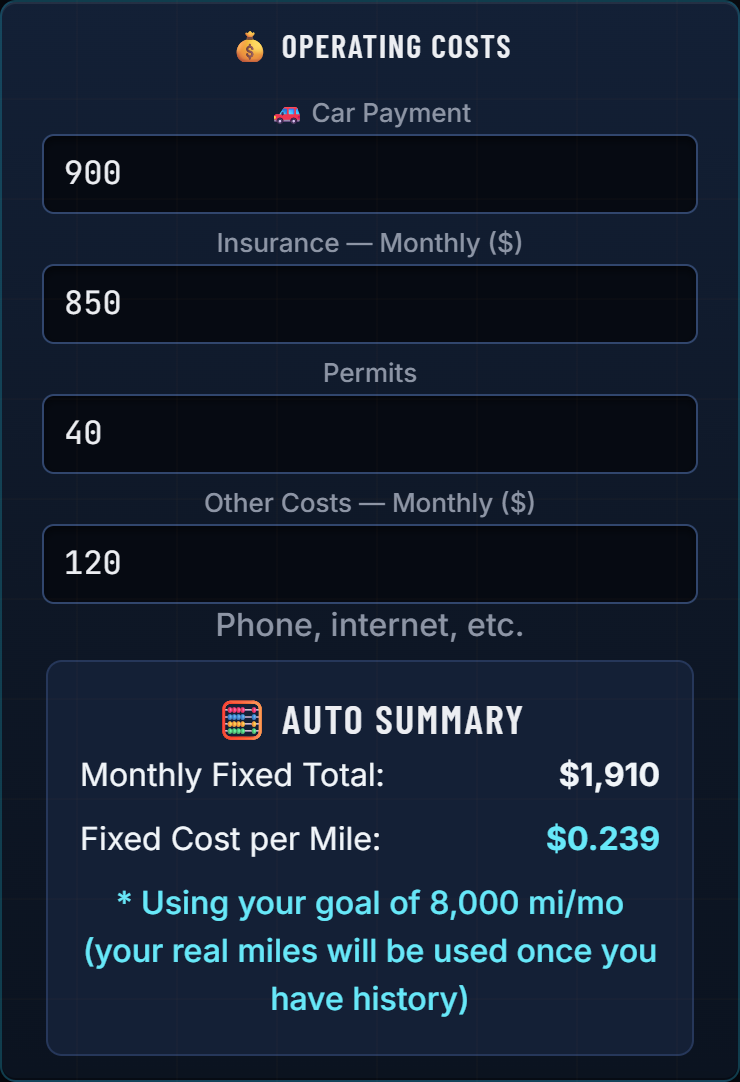 OPERATING COSTS
Car Payment
900
Insurance — Monthly ($)
850
Permits
40
Other Costs — Monthly ($)
120
Phone, internet, etc.
AUTO SUMMARY
Monthly Fixed Total: $1,910
Fixed Cost per Mile: $0.239
* Using your goal of 8,000 mi/mo
(your real miles will be used once you
have history)